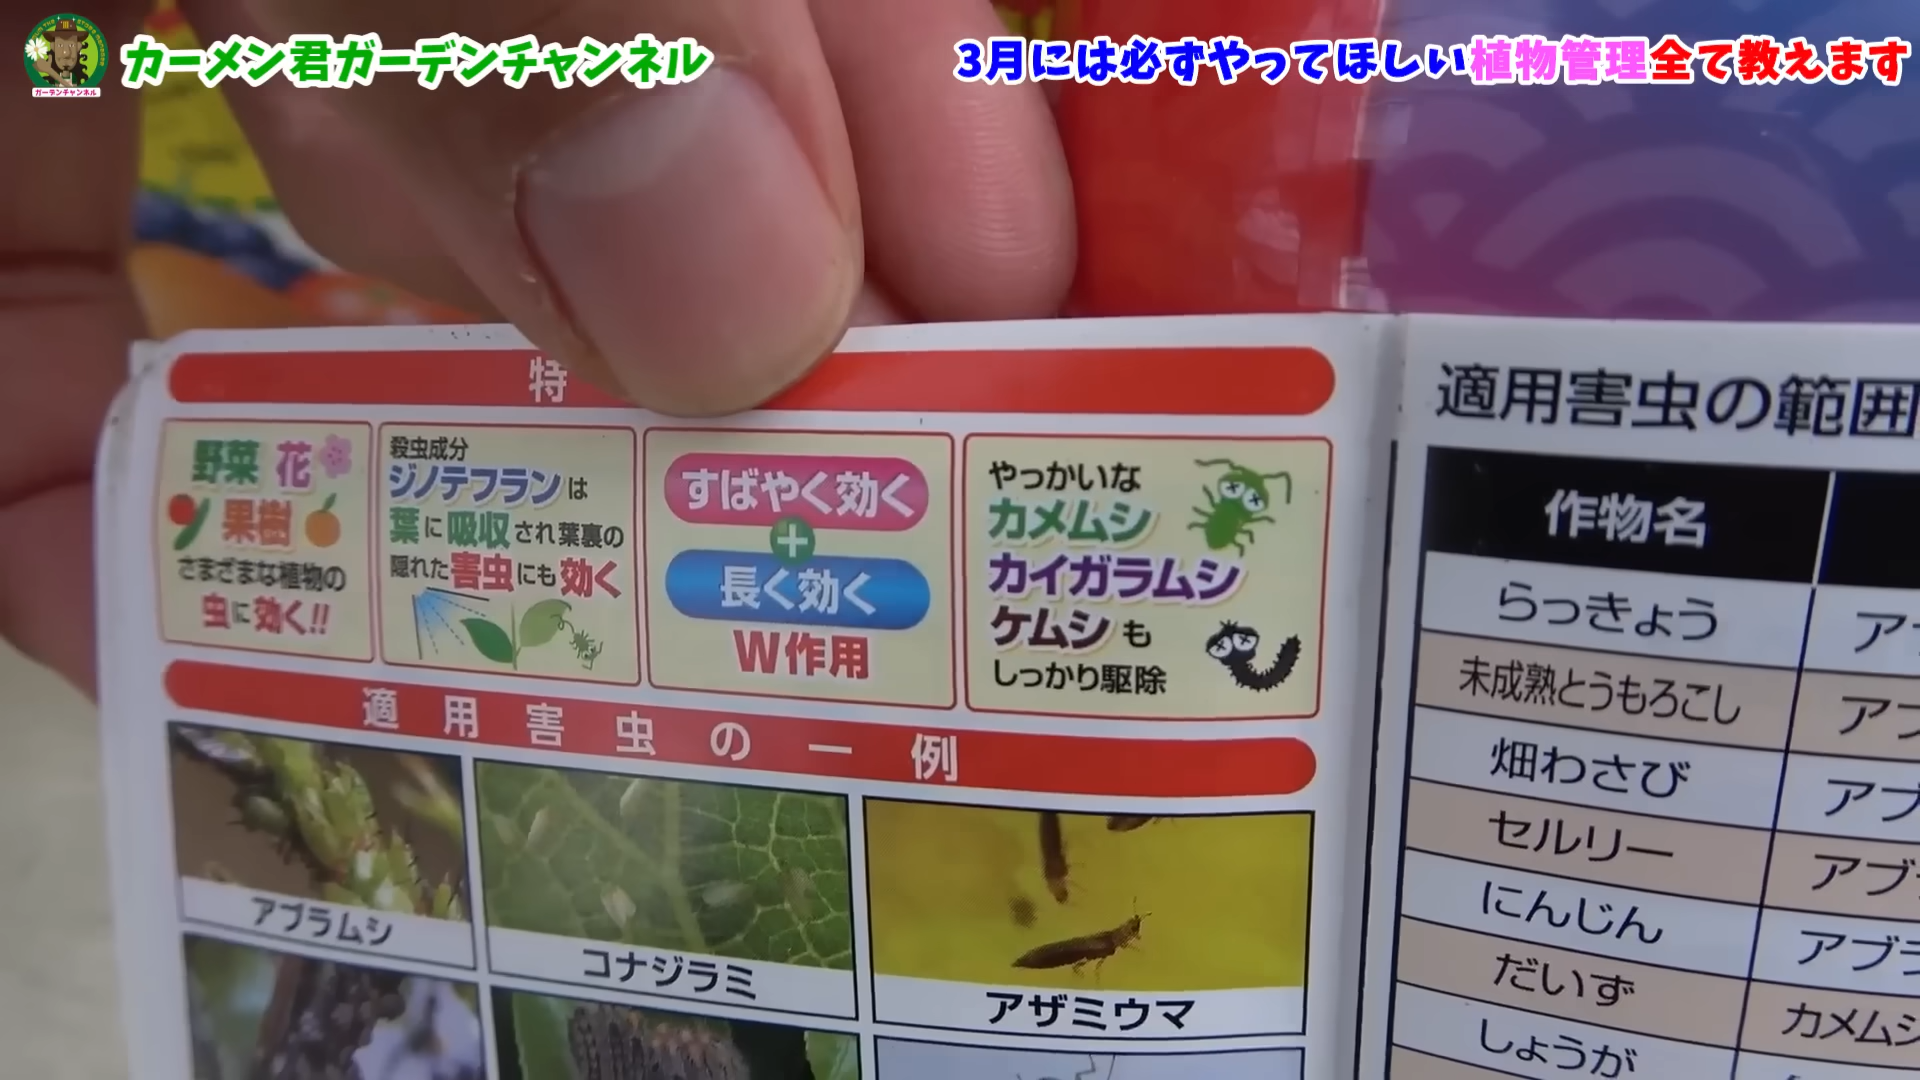 カーメン君ガーデンチャンネル
3月には必ずやってほしい植物管理全て教えます
ガーデンチャンネル
特
野菜 花
果樹
さまざまな植物の
虫に効く!!
殺虫成分
ジノテフランは
葉に吸収され葉裏の
隠れた害虫にも効く
すばやく効く
+
長く効く
W作用
やっかいな
カメムシ
カイガラムシ
ケムシも
しっかり駆除
適用害虫の一例
アブラムシ
コナジラミ
アザミウマ
適用害虫の範囲
作物名
らっきょう
ア
未成熟とうもろこし
アブ
畑わさび
アブ
セルリー
アブ
にんじん
アブラ
だいず
カメムシ
しょうが